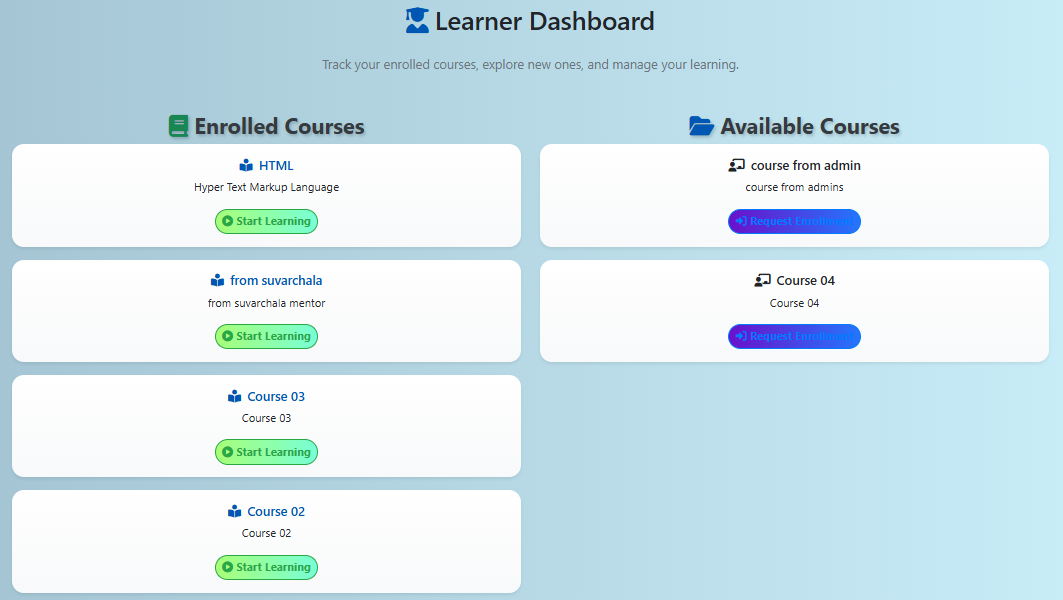 Learner Dashboard
Track your enrolled courses, explore new ones, and manage your learning.
Enrolled Courses
HTML
Hyper Text Markup Language
Start Learning
from suvarchala
from suvarchala mentor
Start Learning
Course 03
Course 03
Start Learning
Course 02
Course 02
Start Learning
Available Courses
course from admin
course from admins
Request Enrollment
Course 04
Course 04
Request Enrollment